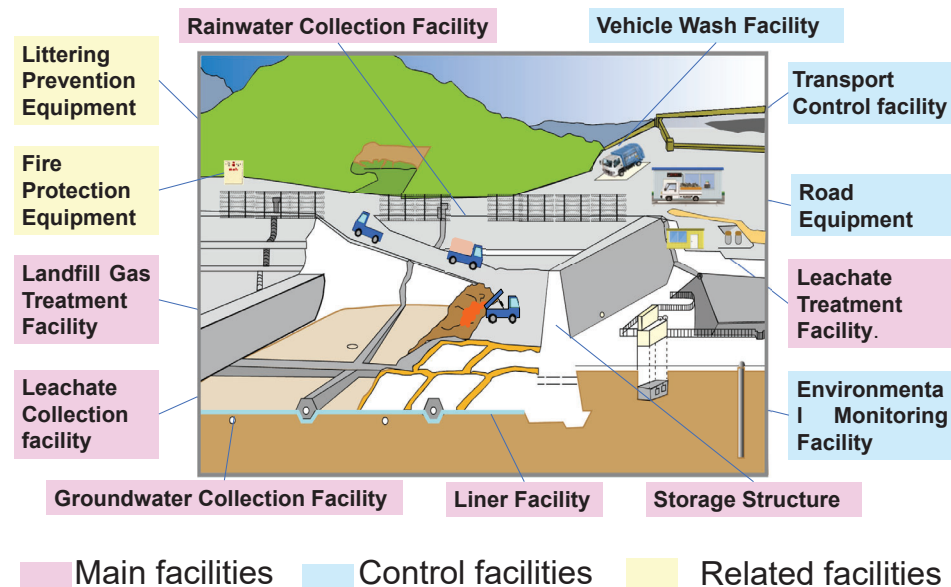 Rainwater Collection Facility
Vehicle Wash Facility
Littering
Prevention
Equipment
Transport
Control facility
Fire
Protection
Equipment
Road
Equipment
Landfill Gas
Treatment
Facility
Leachate
Treatment
Facility.
Leachate
Collection
facility
Environmenta
l Monitoring
Facility
Groundwater Collection Facility
Liner Facility
Storage Structure
Main facilities
Control facilities
Related facilities